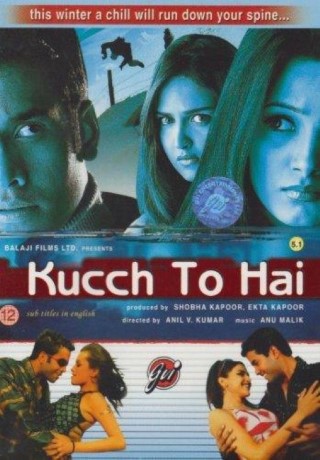 this winter a chill will run down your spine...
5.1
BALAJI FILMS LTD. PRESENTS
Kucch To Hai
12
sub titles in english
produced by SHOBHA KAPOOR, EKTA KAPOOR
directed by ANIL V. KUMAR music ANU MALIK
gvi